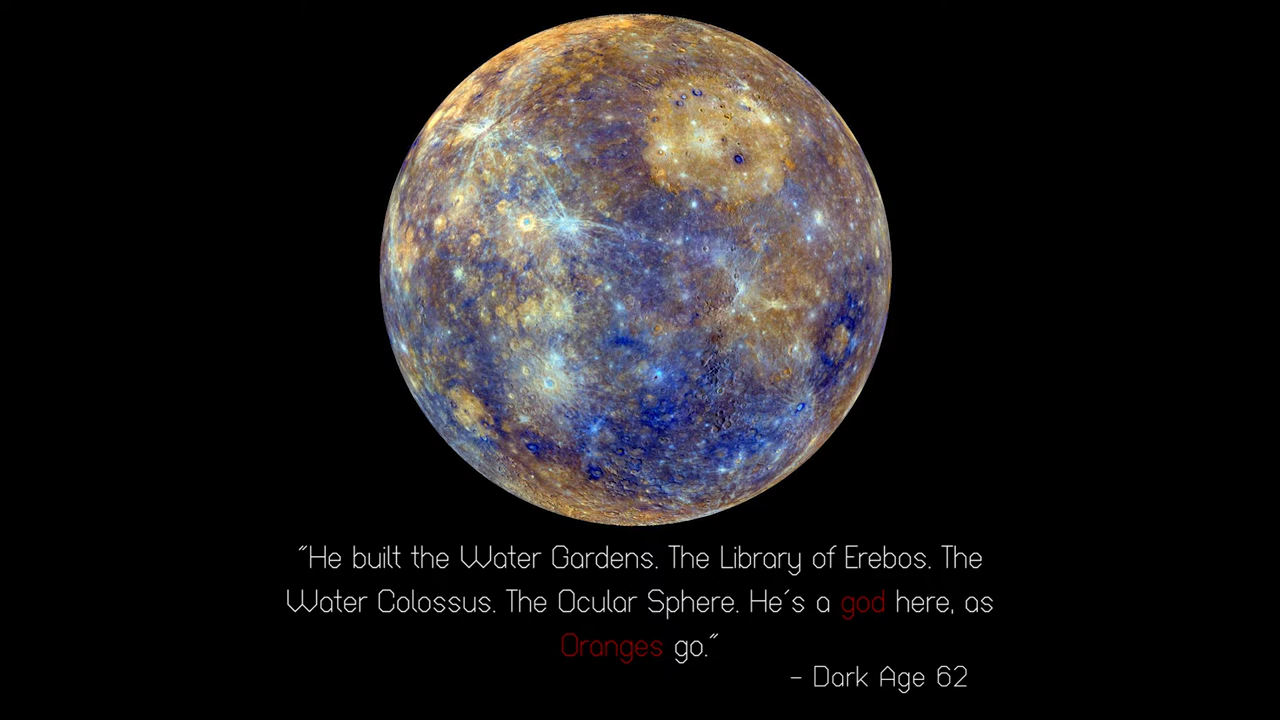 "He built the Water Gardens. The Library of Erebos. The
Water Colossus. The Ocular Sphere. He's a god here, as
Oranges go."
- Dark Age 62